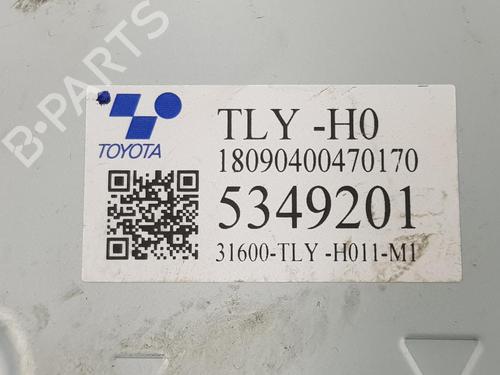 B-PARTS
TOYOTA
TLY -H0
18090400470170
5349201
31600-TLY -H011-M1